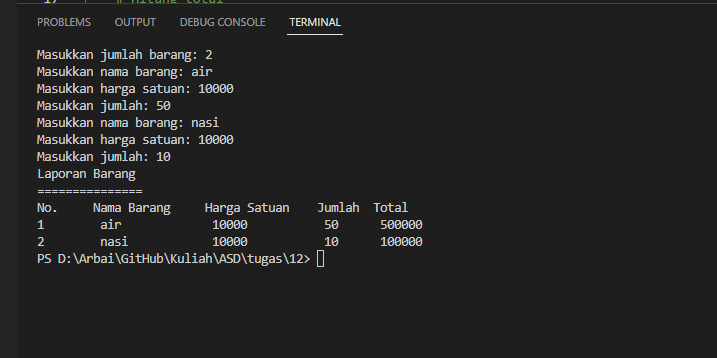 17 # Hitung total
PROBLEMS OUTPUT DEBUG CONSOLE TERMINAL
Masukkan jumlah barang: 2
Masukkan nama barang: air
Masukkan harga satuan: 10000
Masukkan jumlah: 50
Masukkan nama barang: nasi
Masukkan harga satuan: 10000
Masukkan jumlah: 10
Laporan Barang
===============
No. Nama Barang Harga Satuan Jumlah Total
1 air 10000 50 500000
2 nasi 10000 10 100000
PS D:\Arbai\GitHub\Kuliah\ASD\tugas\12>